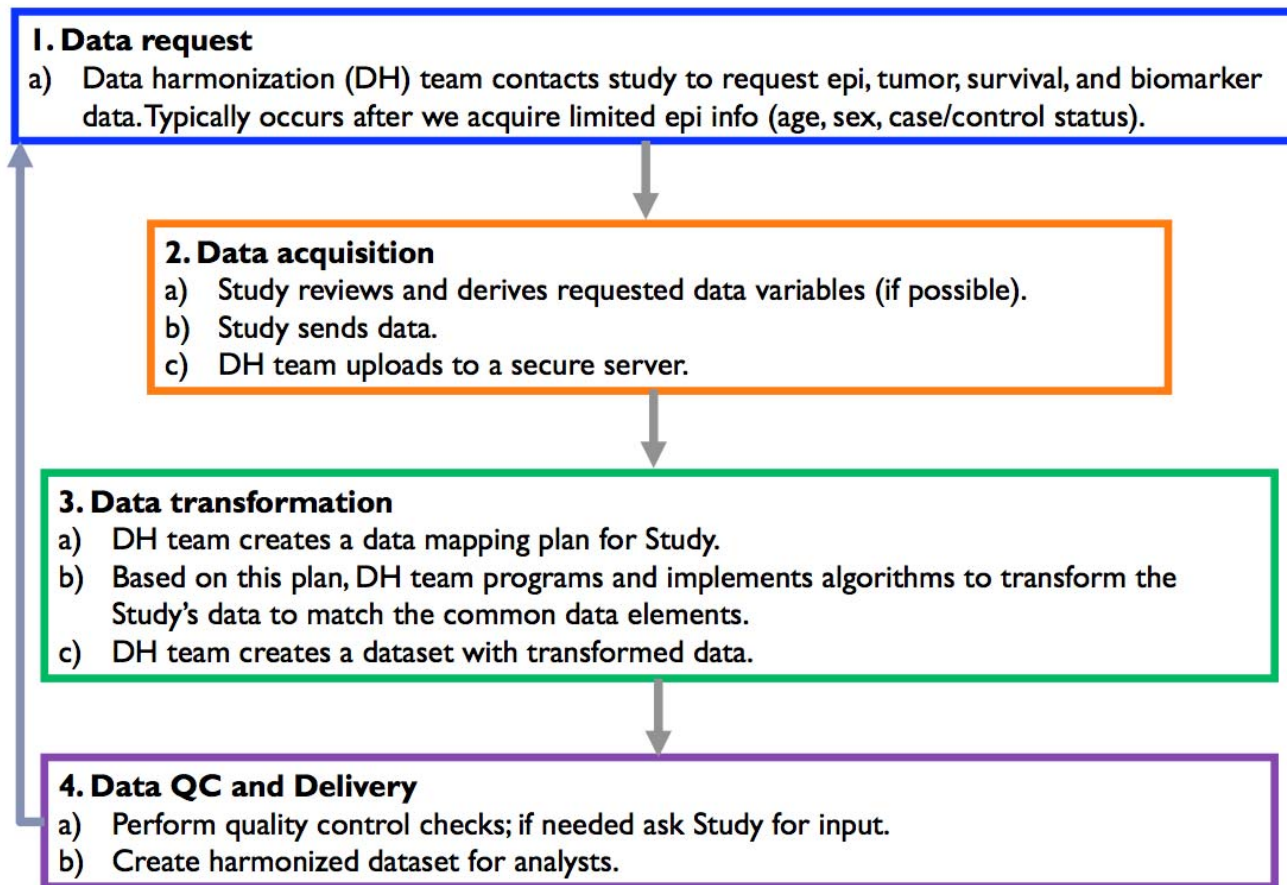 1. Data request
a) Data harmonization (DH) team contacts study to request epi, tumor, survival, and biomarker
data. Typically occurs after we acquire limited epi info (age, sex, case/control status).
2. Data acquisition
a) Study reviews and derives requested data variables (if possible).
b) Study sends data.
c) DH team uploads to a secure server.
3. Data transformation
a) DH team creates a data mapping plan for Study.
b) Based on this plan, DH team programs and implements algorithms to transform the
Study's data to match the common data elements.
c) DH team creates a dataset with transformed data.
4. Data QC and Delivery
a) Perform quality control checks; if needed ask Study for input.
b) Create harmonized dataset for analysts.